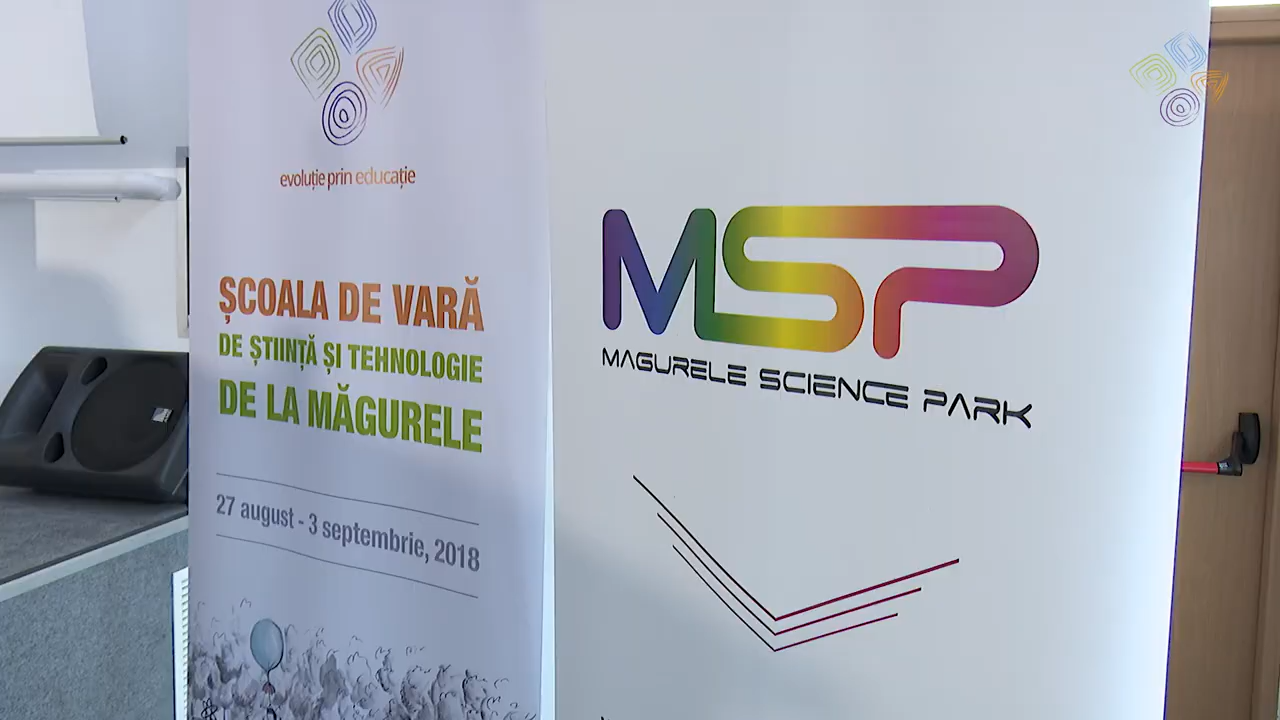 evoluție prin educație
ȘCOALA DE VARĂ
DE ȘTIINȚĂ ȘI TEHNOLOGIE
DE LA MĂGURELE
27 august - 3 septembrie, 2018
MSP
MAGURELE SCIENCE PARK